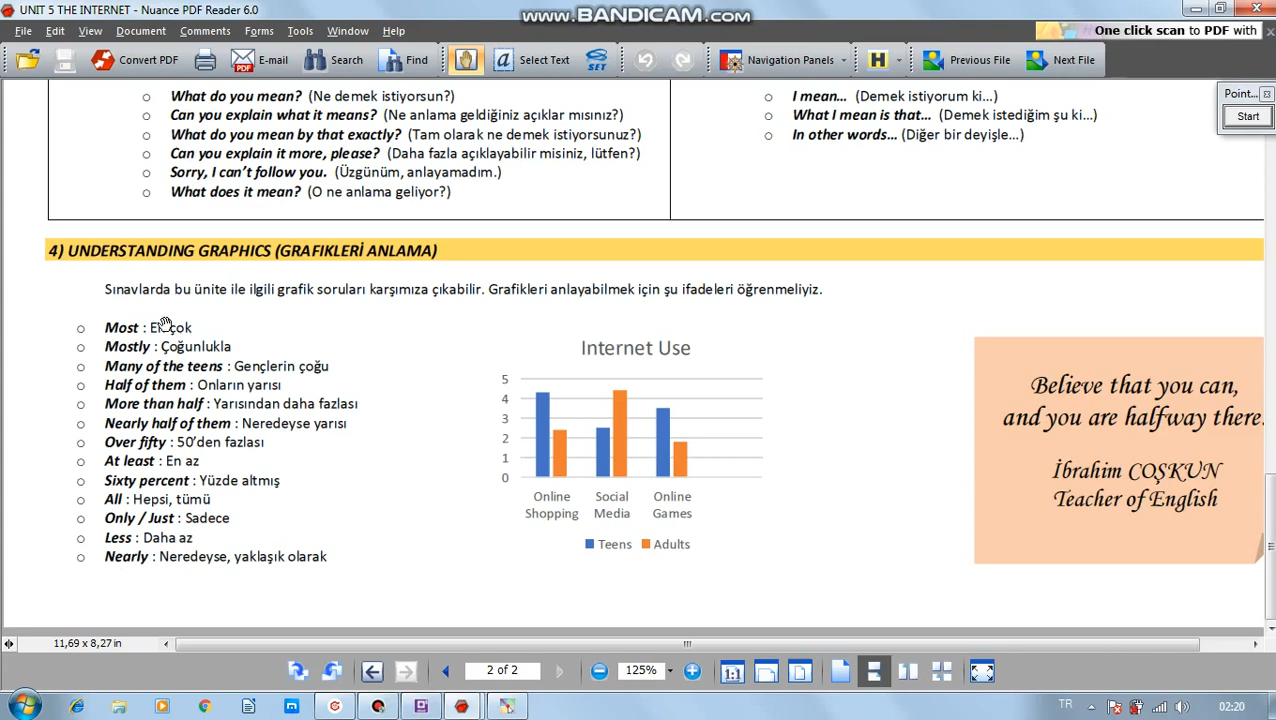 UNIT 5 THE INTERNET - Nuance PDF Reader 6.0
www.BANDICAM.com
File Edit View Document Comments Forms Tools Window Help
One click scan to PDF with
Convert PDF E-mail Search Find Select Text SET Navigation Panels H Previous File Next File
Point...
Start
What do you mean? (Ne demek istiyorsun?)
Can you explain what it means? (Ne anlama geldiğiniz açıklar mısınız?)
What do you mean by that exactly? (Tam olarak ne demek istiyorsunuz?)
Can you explain it more, please? (Daha fazla açıklayabilir misiniz, lütfen?)
Sorry, I can't follow you. (Üzgünüm, anlayamadım.)
What does it mean? (O ne anlama geliyor?)
I mean... (Demek istiyorum ki...)
What I mean is that... (Demek istediğim şu ki...)
In other words... (Diğer bir deyişle...)
4) UNDERSTANDING GRAPHICS (GRAFIKLERİ ANLAMA)
Sınavlarda bu ünite ile ilgili grafik soruları karşımıza çıkabilir. Grafikleri anlayabilmek için şu ifadeleri öğrenmeliyiz.
Most : En çok
Mostly : Çoğunlukla
Many of the teens : Gençlerin çoğu
Half of them : Onların yarısı
More than half : Yarısından daha fazlası
Nearly half of them : Neredeyse yarısı
Over fifty : 50'den fazlası
At least : En az
Sixty percent : Yüzde altmış
All : Hepsi, tümü
Only / Just : Sadece
Less : Daha az
Nearly : Neredeyse, yaklaşık olarak
Internet Use
5
4
3
2
1
0
Online Shopping
Social Media
Online Games
Teens Adults
Believe that you can,
and you are halfway there.
İbrahim COŞKUN
Teacher of English
11,69 x 8,27 in
2 of 2
125%
1:1
TR
02:20